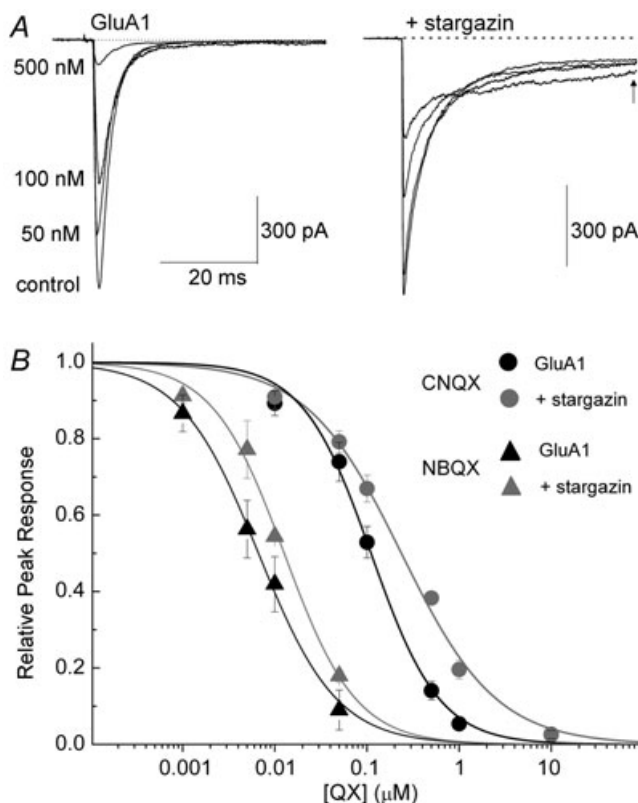 A
GluA1
+ stargazin
500 nM
100 nM
50 nM
control
300 pA
20 ms
300 pA
B
Relative Peak Response
1.0
0.8
0.6
0.4
0.2
0.0
CNQX
GluA1
+ stargazin
NBQX
GluA1
+ stargazin
0.001 0.01 0.1 1 10
[QX] (μM)